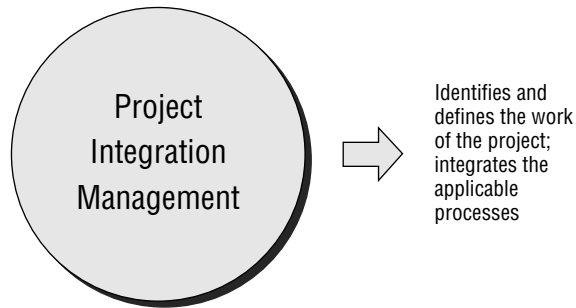 Project
Integration
Management
Identifies and
defines the work
of the project;
integrates the
applicable
processes